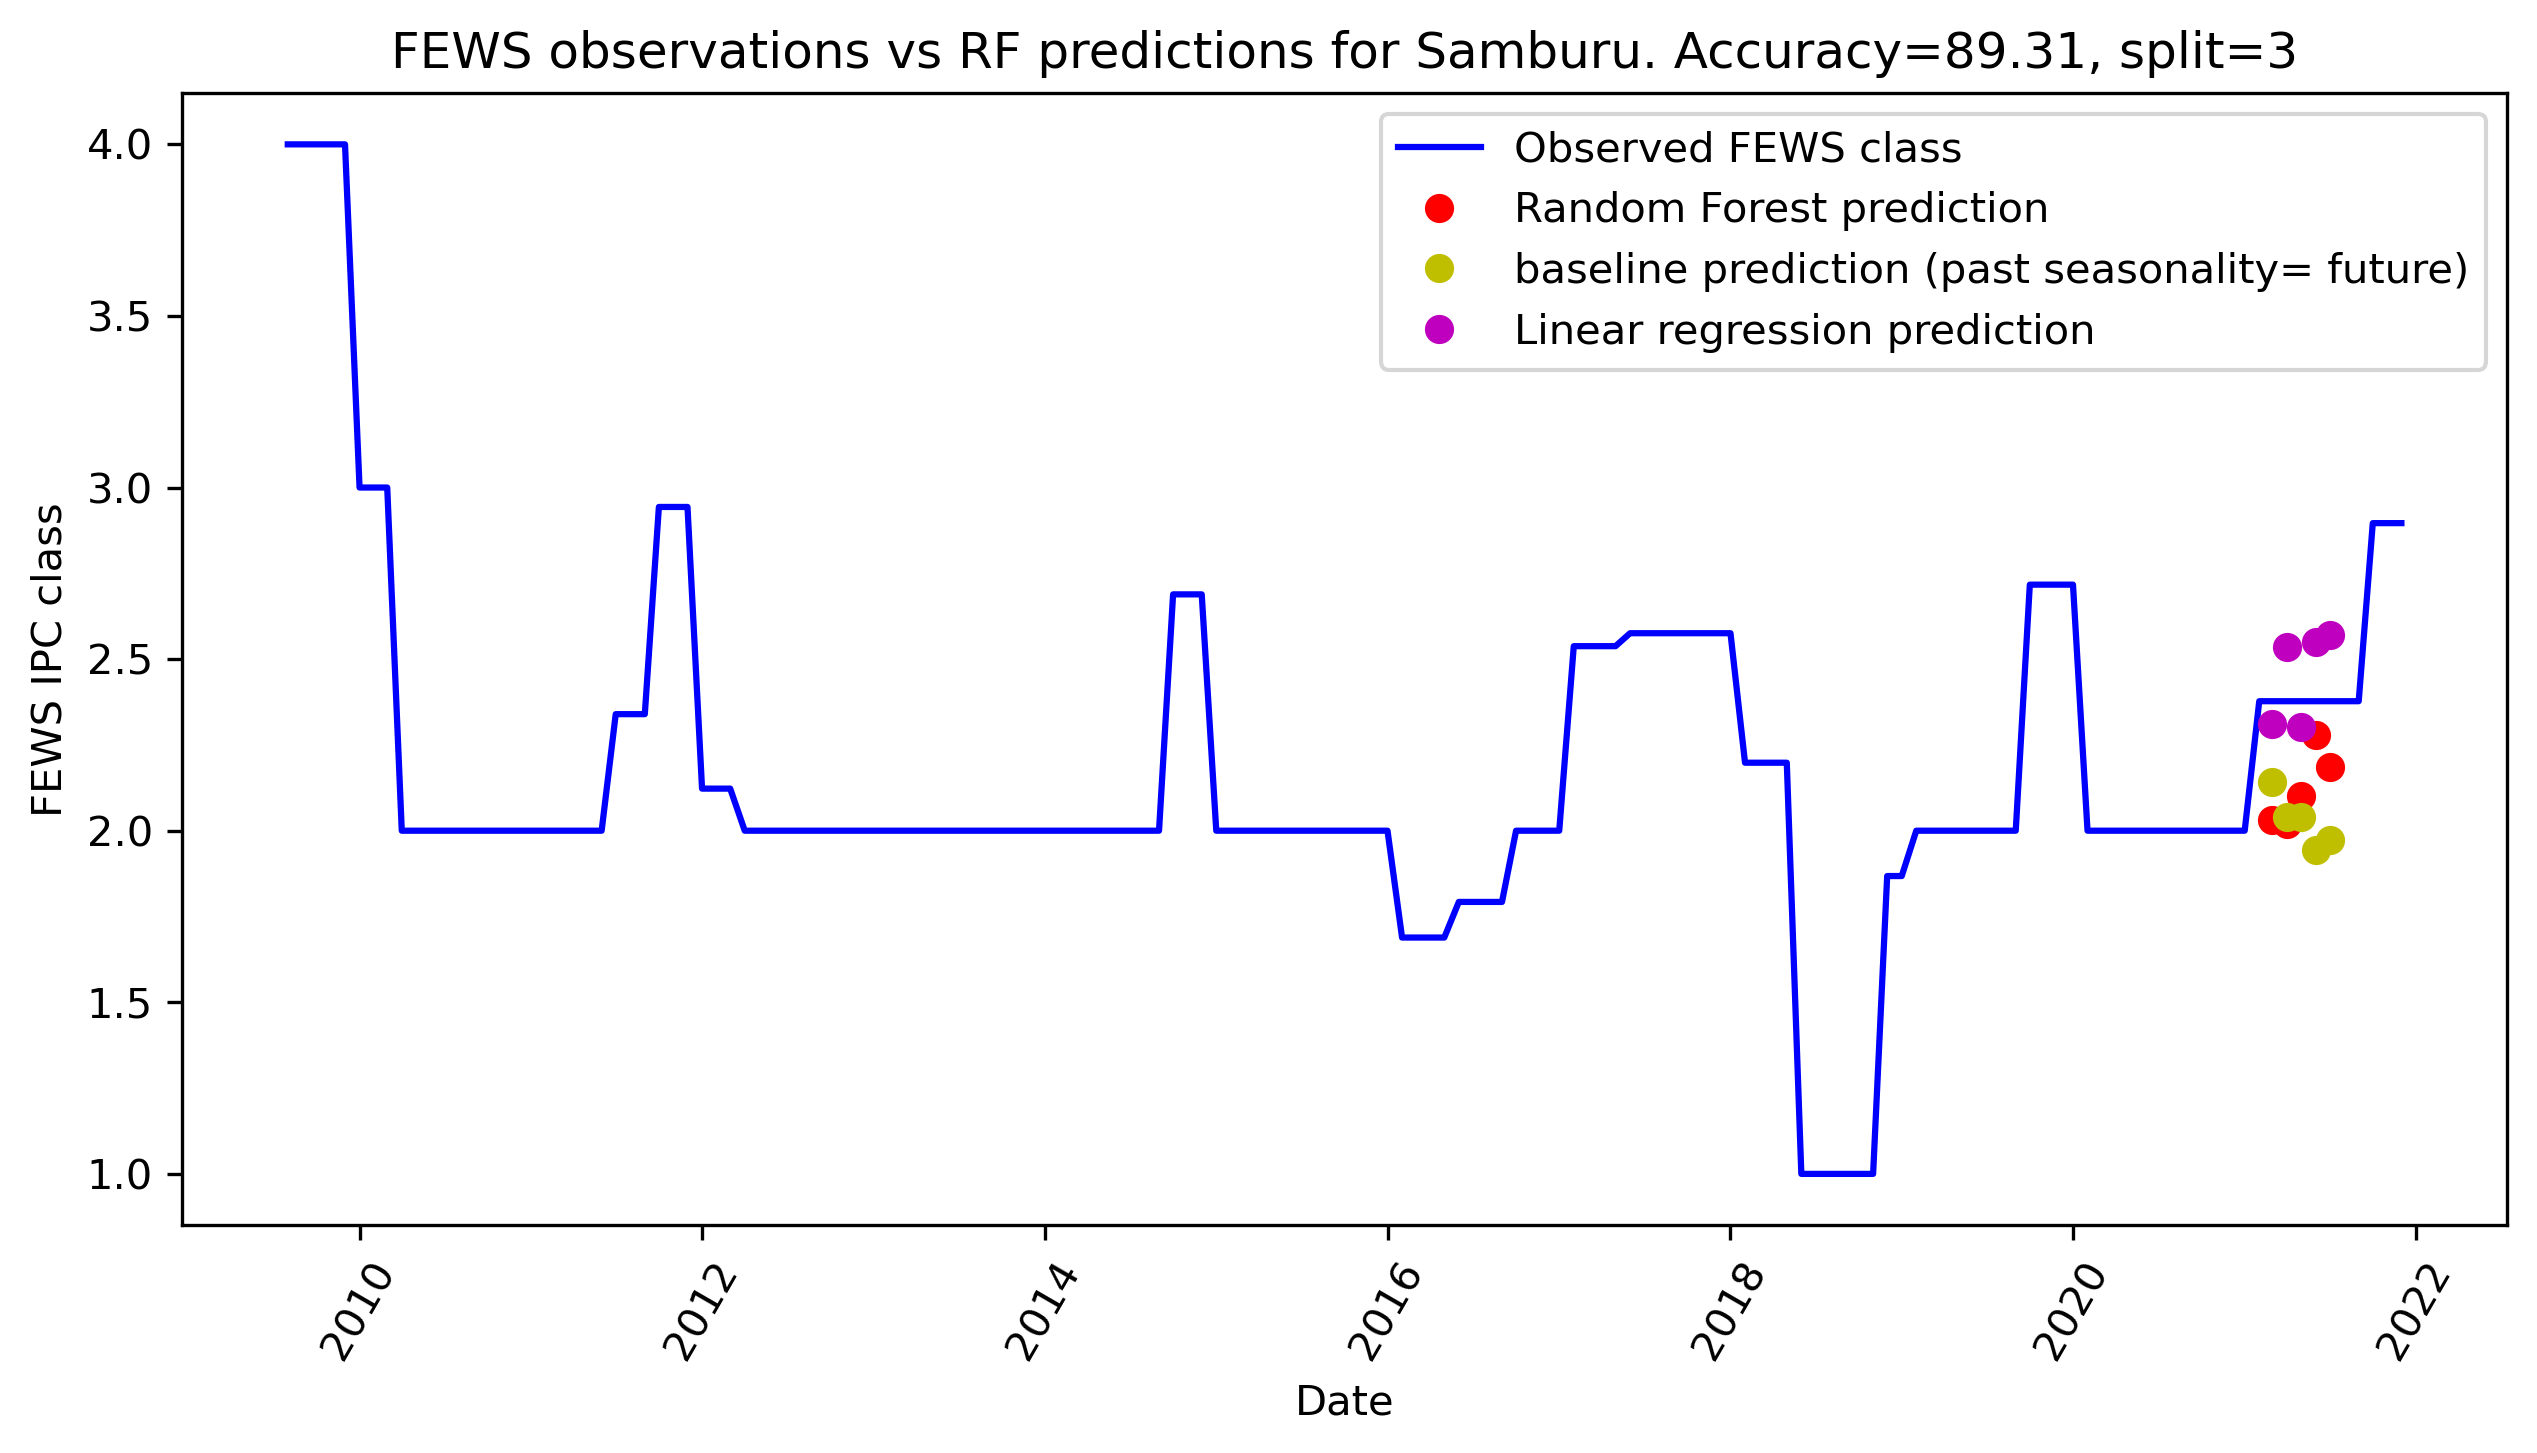 FEWS observations vs RF predictions for Samburu. Accuracy=89.31, split=3
Observed FEWS class
Random Forest prediction
baseline prediction (past seasonality= future)
Linear regression prediction
FEWS IPC class
4.0
3.5
3.0
2.5
2.0
1.5
1.0
2010
2012
2014
2016
2018
2020
2022
Date